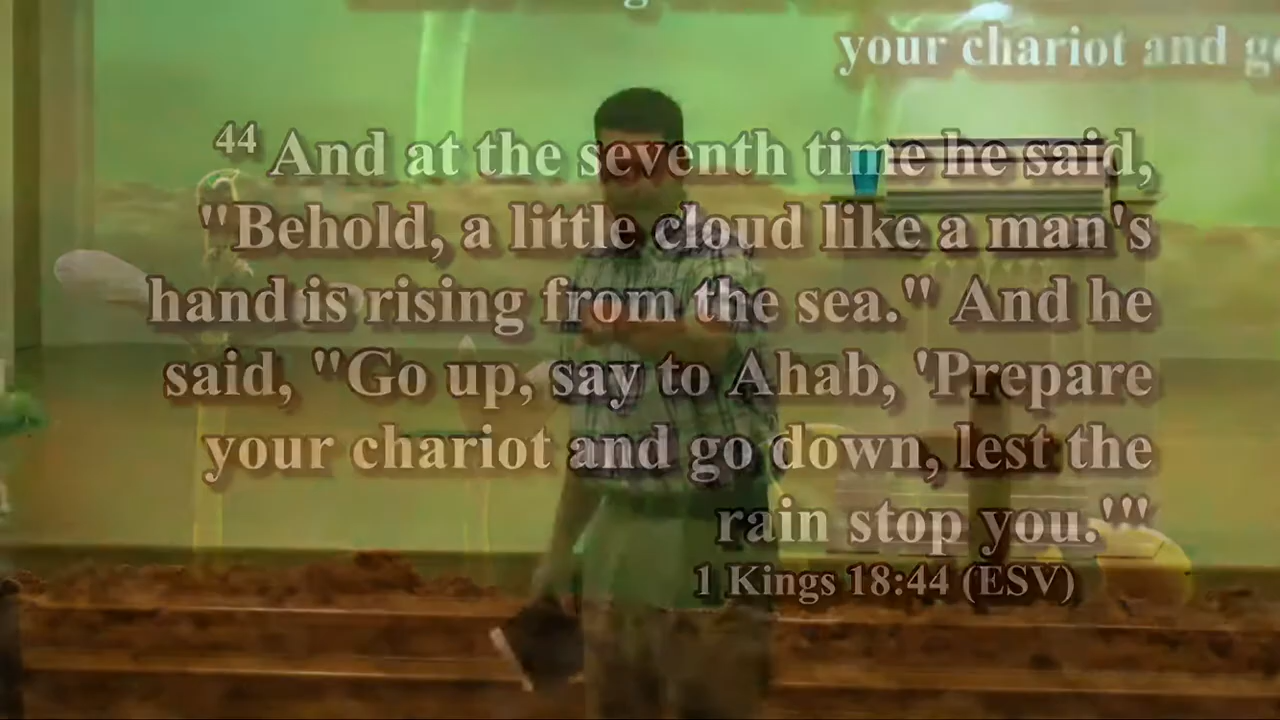 your chariot and go
44 And at the seventh time he said,
"Behold, a little cloud like a man's
hand is rising from the sea." And he
said, "Go up, say to Ahab, 'Prepare
your chariot and go down, lest the
rain stop you.'"
1 Kings 18:44 (ESV)